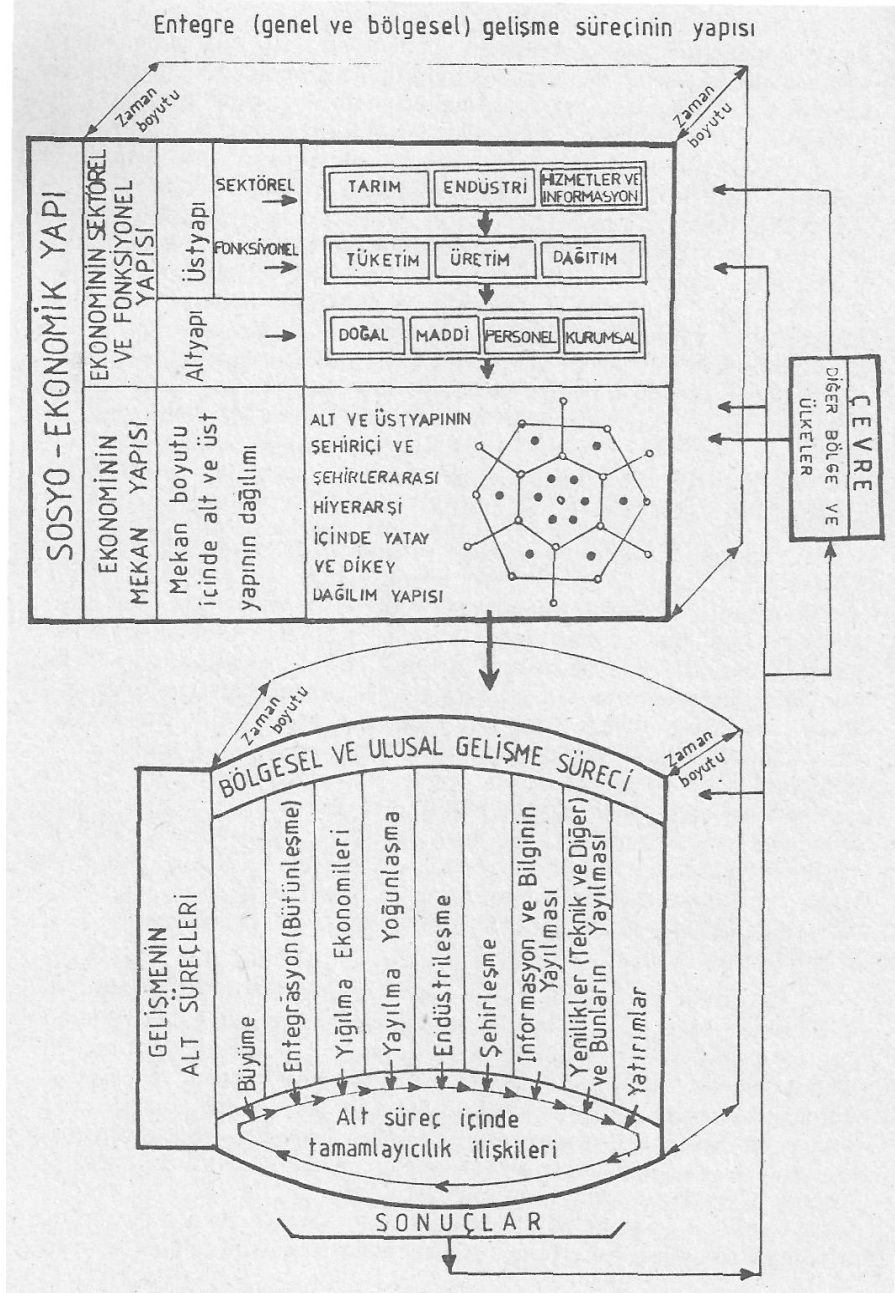 Entegre (genel ve bölgesel) gelişme sürecinin yapısı
Zaman
boyutu
Zaman
boyutu
SOSYO - EKONOMİK YAPI
EKONOMİNİN SEKTÖREL
VE FONKSİYONEL
YAPISI
Üstyapı
Altyapı
SEKTÖREL
FONKSİYONEL
TARIM
ENDÜSTRİ
HİZMETLER VE
INFORMASYON
TÜKETİM
ÜRETİM
DAĞITIM
DOĞAL
MADDİ
PERSONEL
KURUMSAL
EKONOMİNİN
MEKAN YAPISI
Mekan boyutu
içinde alt ve üst
yapının dağılımı
ALT VE ÜSTYAPININ
ŞEHİRİÇİ VE
ŞEHİRLERARASI
HİYERARŞİ
İÇİNDE YATAY
VE DİKEY
DAĞILIM YAPISI
ÇEVRE
DİĞER BÖLGE VE
ÜLKELER
Zaman
boyutu
Zaman
boyutu
BÖLGESEL VE ULUSAL GELİŞME SÜRECİ
GELİŞMENİN
ALT SÜREÇLERİ
Büyüme
Entegrasyon (Bütünleşme)
Yığılma Ekonomileri
Yayılma Yoğunlaşma
Endüstrileşme
Şehirleşme
Informasyon ve Bilginin
Yayılması
Yenilikler (Teknik ve Diğer)
ve Bunların Yayılması
Yatırımlar
Alt süreç içinde
tamamlayıcılık ilişkileri
SONUÇLAR